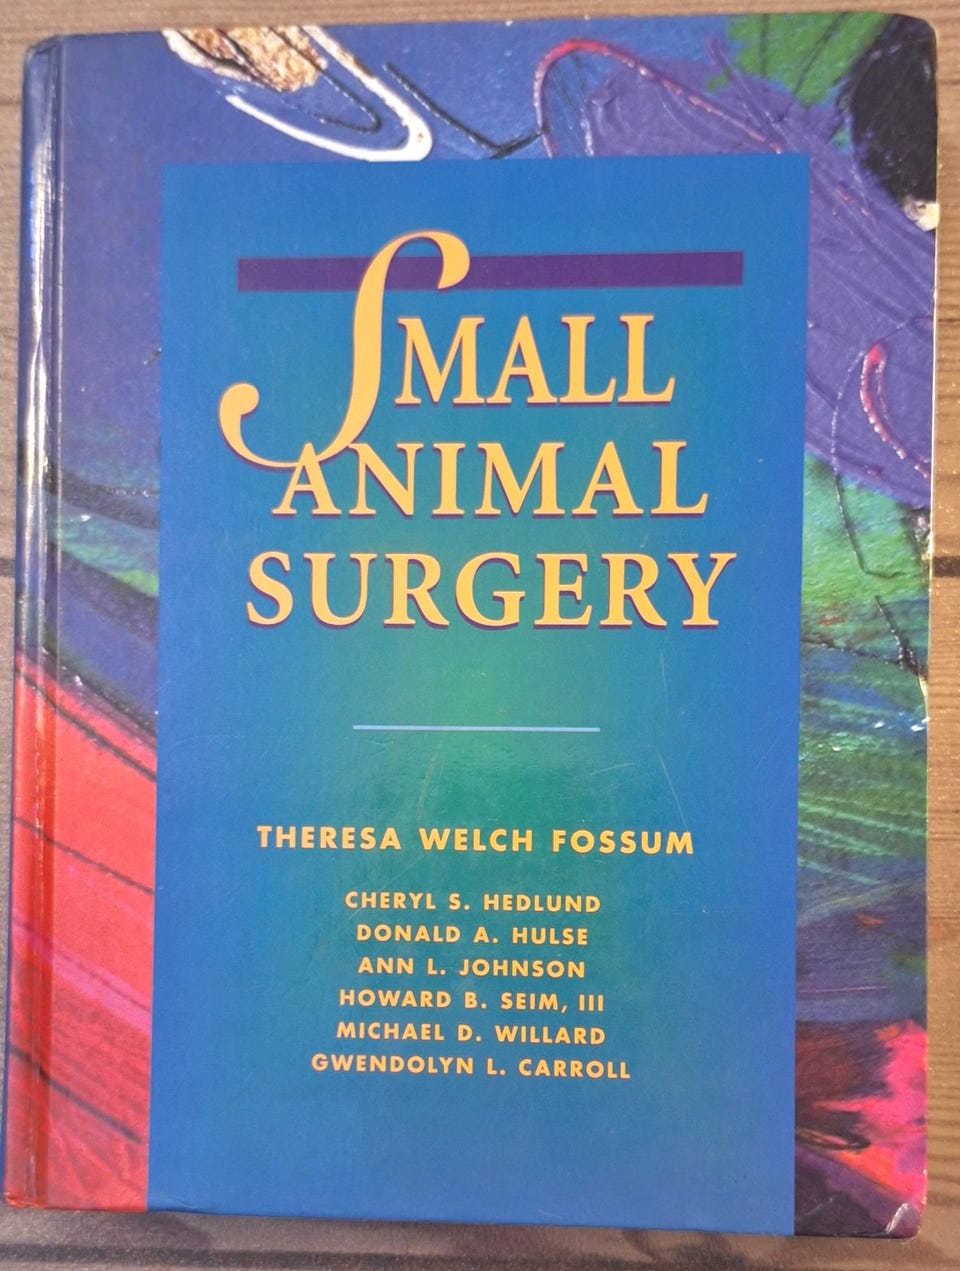 SMALL
ANIMAL
SURGERY
THERESA WELCH FOSSUM
CHERYL S. HEDLUND
DONALD A. HULSE
ANN L. JOHNSON
HOWARD B. SEIM, III
MICHAEL D. WILLARD
GWENDOLYN L. CARROLL